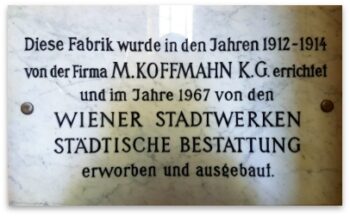 Diese Fabrik wurde in den Jahren 1912-1914
von der Firma M.KOFFMAHN K.G. errichtet
und im Jahre 1967 von den
WIENER STADTWERKEN
STÄDTISCHE BESTATTUNG
erworben und ausgebaut.